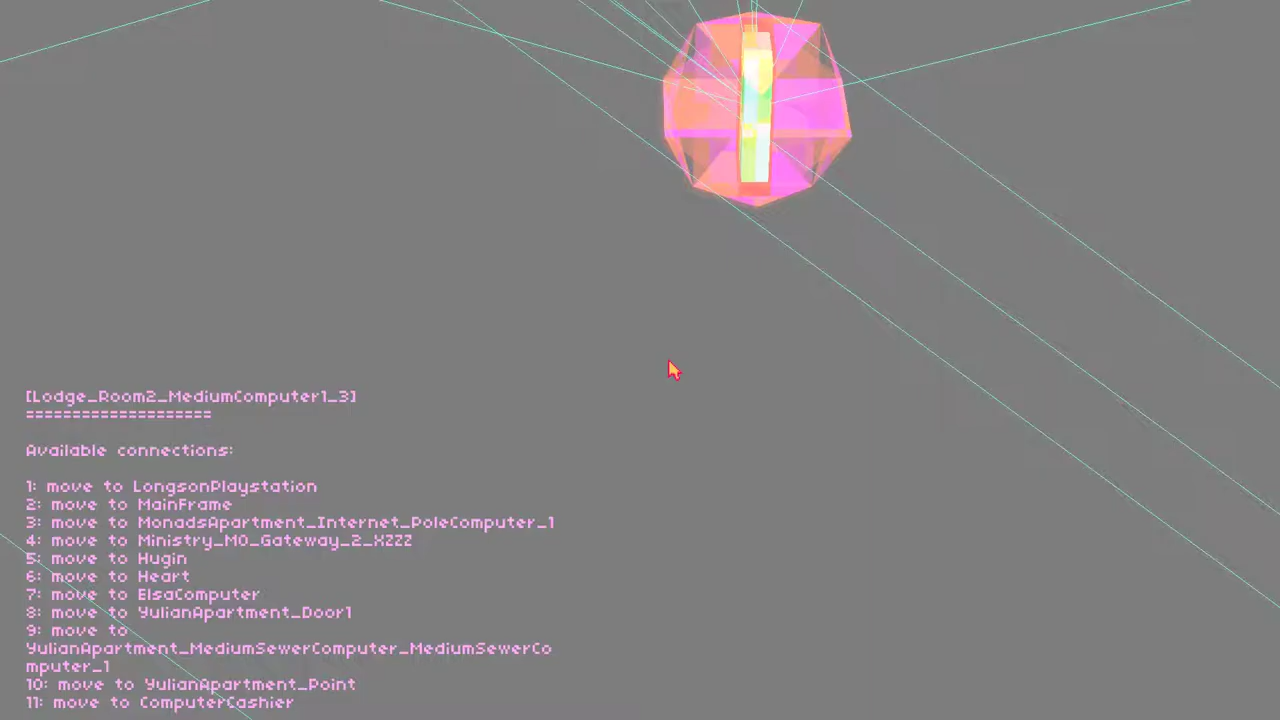 [Lodge_Room2_MediumComputer1_3]
====================
Available connections:
1: move to LongsonPlaystation
2: move to MainFrame
3: move to MonadsApartment_Internet_PoleComputer_1
4: move to Ministry_M0_Gateway_2_XZZZ
5: move to Hugin
6: move to Heart
7: move to ElsaComputer
8: move to YulianApartment_Door1
9: move to
YulianApartment_MediumSewerComputer_MediumSewerCo
mputer_1
10: move to YulianApartment_Point
11: move to ComputerCashier